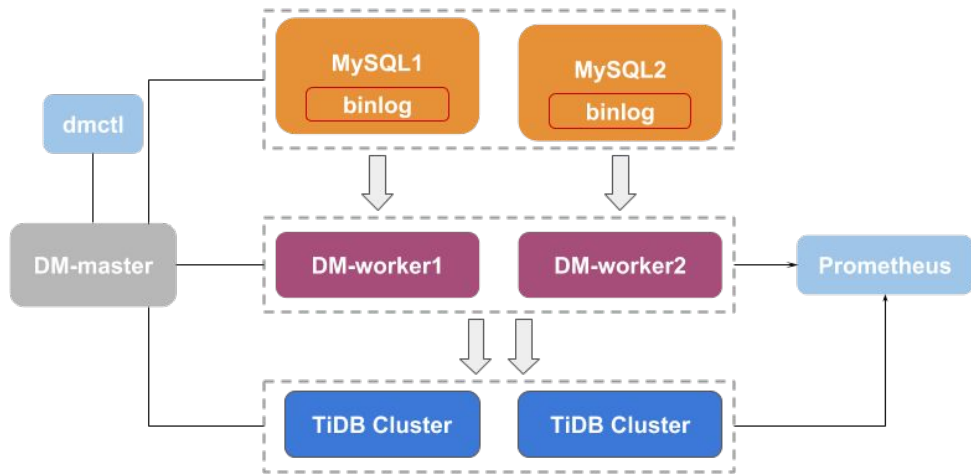 MySQL1
binlog
MySQL2
binlog
dmctl
DM-master
DM-worker1
DM-worker2
Prometheus
TiDB Cluster
TiDB Cluster